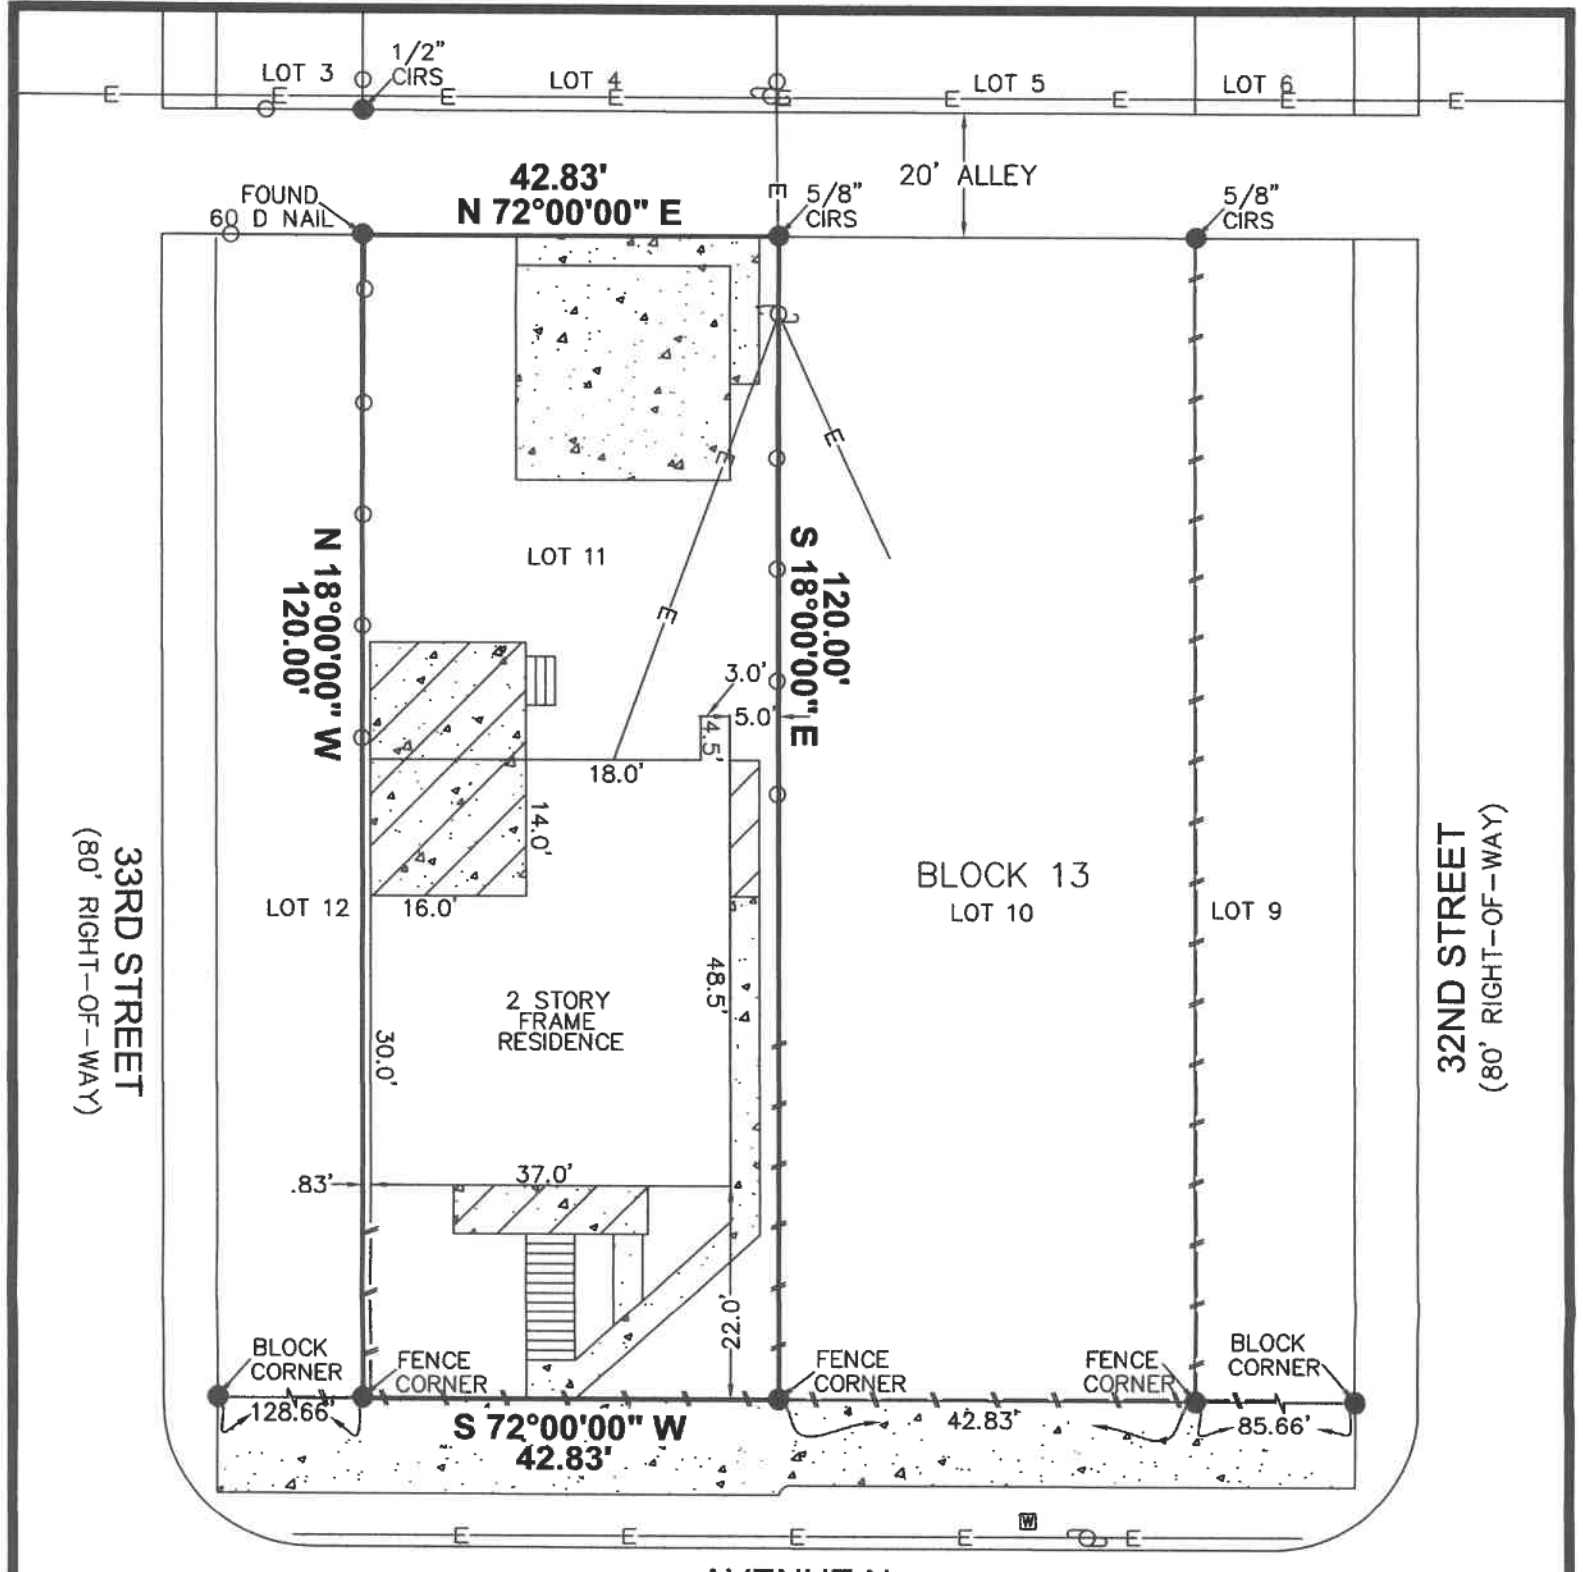 LOT 3
1/2"
CIRS
LOT 4
LOT 5
LOT 6
E
E
E
E
E
E
E
E
FOUND
60 D NAIL
42.83'
N 72°00'00" E
E
5/8"
CIRS
20' ALLEY
5/8"
CIRS
E
E
E
LOT 11
N 18°00'00" W
120.00'
120.00'
S 18°00'00" E
3.0'
5.0'
4.5'
18.0'
14.0'
16.0'
LOT 12
BLOCK 13
LOT 10
LOT 9
33RD STREET
(80' RIGHT-OF-WAY)
32ND STREET
(80' RIGHT-OF-WAY)
48.5'
2 STORY
FRAME
RESIDENCE
30.0'
.83'
37.0'
22.0'
BLOCK
CORNER
FENCE
CORNER
FENCE
CORNER
FENCE
CORNER
BLOCK
CORNER
128.66'
S 72°00'00" W
42.83'
42.83'
85.66'
W
E
E
E
E
E
AVENUE N